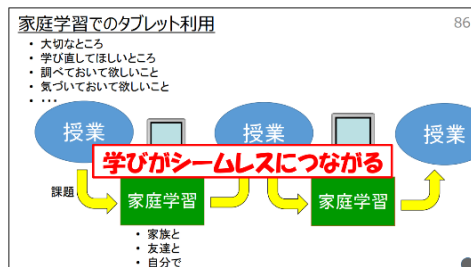 家庭学習でのタブレット利用
86
• 大切なところ
• 学び直してほしいところ
• 調べておいて欲しいこと
• 気づいておいて欲しいこと
• ・・・
授業
授業
授業
学びがシームレスにつながる
課題
家庭学習
家庭学習
• 家族と
• 友達と
• 自分で